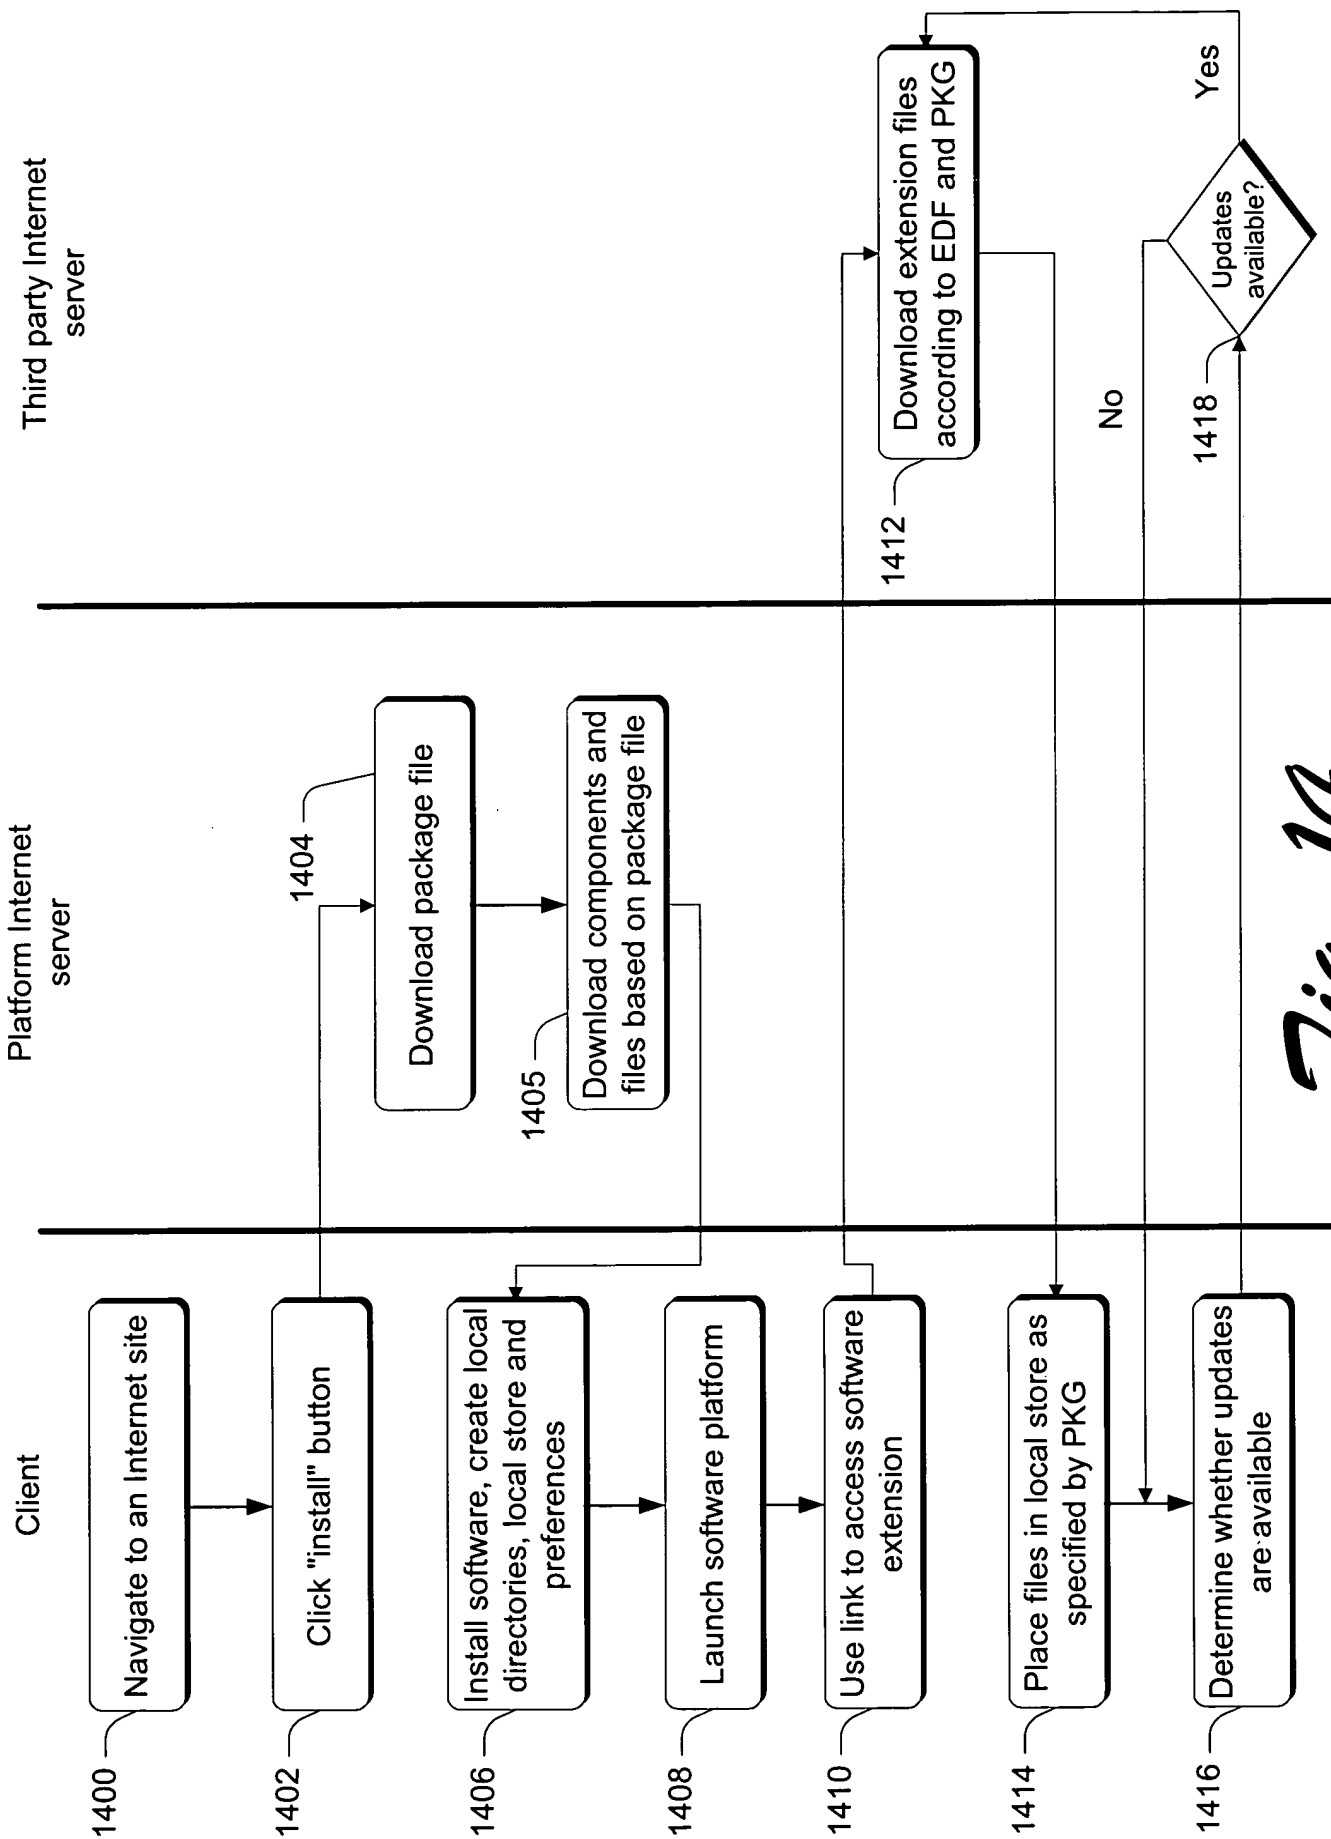 Client
Platform Internet
server
Third party Internet
server
1400
Navigate to an Internet site
1402
Click "install" button
1404
Download package file
1405
Download components and
files based on package file
1406
Install software, create local
directories, local store and
preferences
1408
Launch software platform
1410
Use link to access software
extension
1412
Download extension files
according to EDF and PKG
1414
Place files in local store as
specified by PKG
No
1416
Determine whether updates
are available
1418
Updates
available?
Yes
Fig. 14